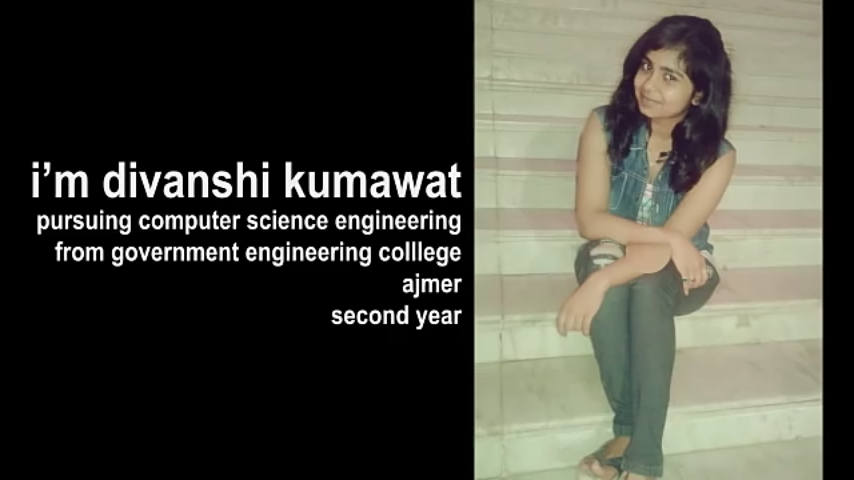 i’m divanshi kumawat
pursuing computer science engineering
from government engineering colllege
ajmer
second year